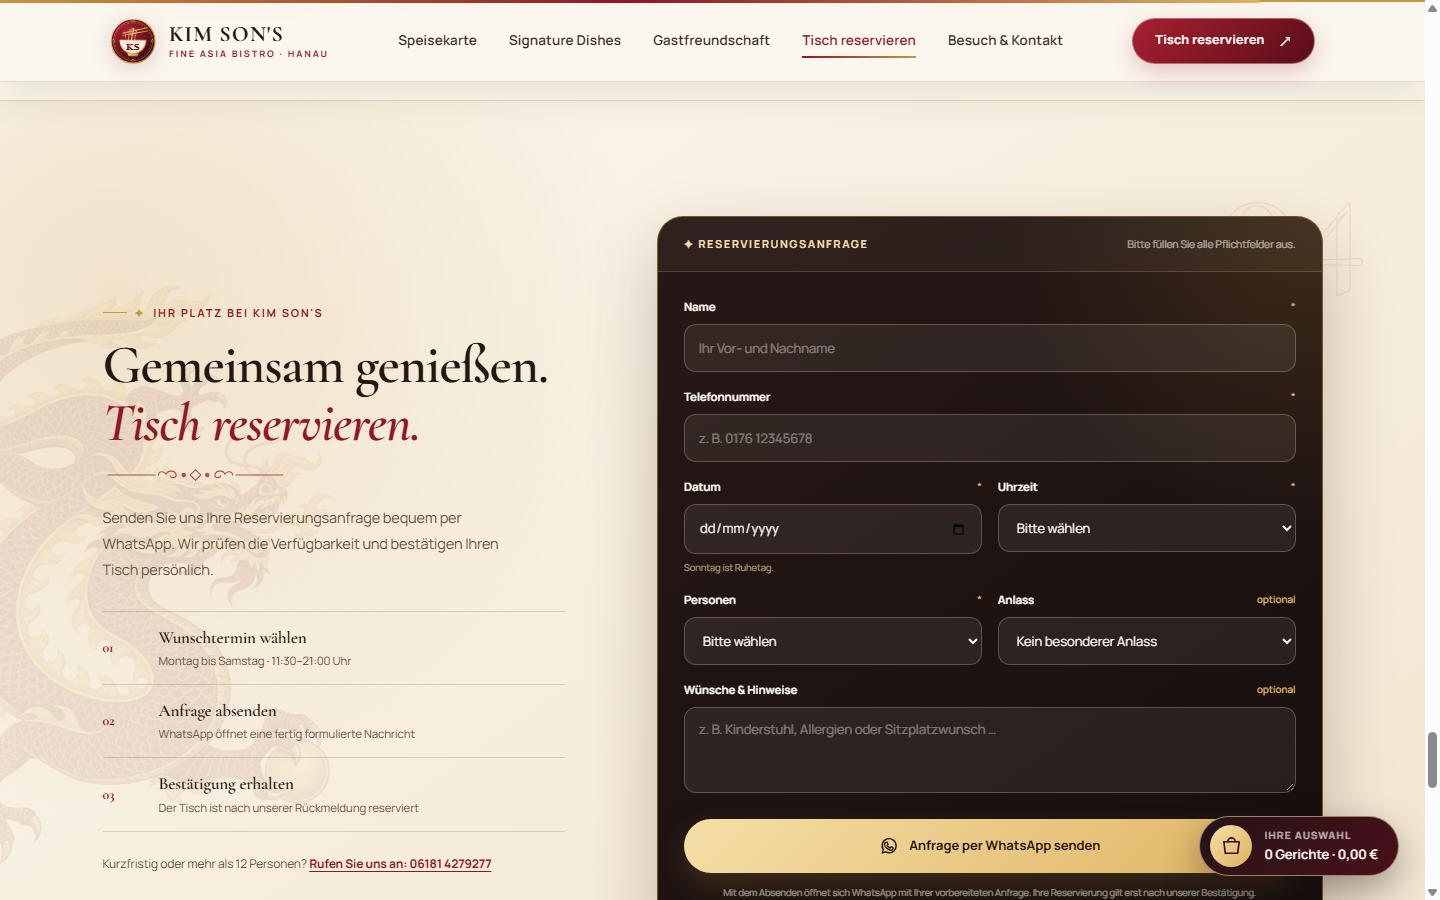 KIM SON'S
FINE ASIA BISTRO · HANAU
Speisekarte
Signature Dishes
Gastfreundschaft
Tisch reservieren
Besuch & Kontakt
Tisch reservieren ↗
04
IHR PLATZ BEI KIM SON'S
Gemeinsam genießen.
Tisch reservieren.
Senden Sie uns Ihre Reservierungsanfrage bequem per
WhatsApp. Wir prüfen die Verfügbarkeit und bestätigen Ihren
Tisch persönlich.
01 Wunschtermin wählen
Montag bis Samstag · 11:30–21:00 Uhr
02 Anfrage absenden
WhatsApp öffnet eine fertig formulierte Nachricht
03 Bestätigung erhalten
Der Tisch ist nach unserer Rückmeldung reserviert
Kurzfristig oder mehr als 12 Personen? Rufen Sie uns an: 06181 4279277
✦ RESERVIERUNGSANFRAGE
Bitte füllen Sie alle Pflichtfelder aus.
Name *
Ihr Vor- und Nachname
Telefonnummer *
z. B. 0176 12345678
Datum *
dd/mm/yyyy
Sonntag ist Ruhetag.
Uhrzeit *
Bitte wählen
Personen *
Bitte wählen
Anlass optional
Kein besonderer Anlass
Wünsche & Hinweise optional
z. B. Kinderstuhl, Allergien oder Sitzplatzwunsch ...
Anfrage per WhatsApp senden
Mit dem Absenden öffnet sich WhatsApp mit Ihrer vorbereiteten Anfrage. Ihre Reservierung gilt erst nach unserer Bestätigung.
IHRE AUSWAHL
0 Gerichte · 0,00 €